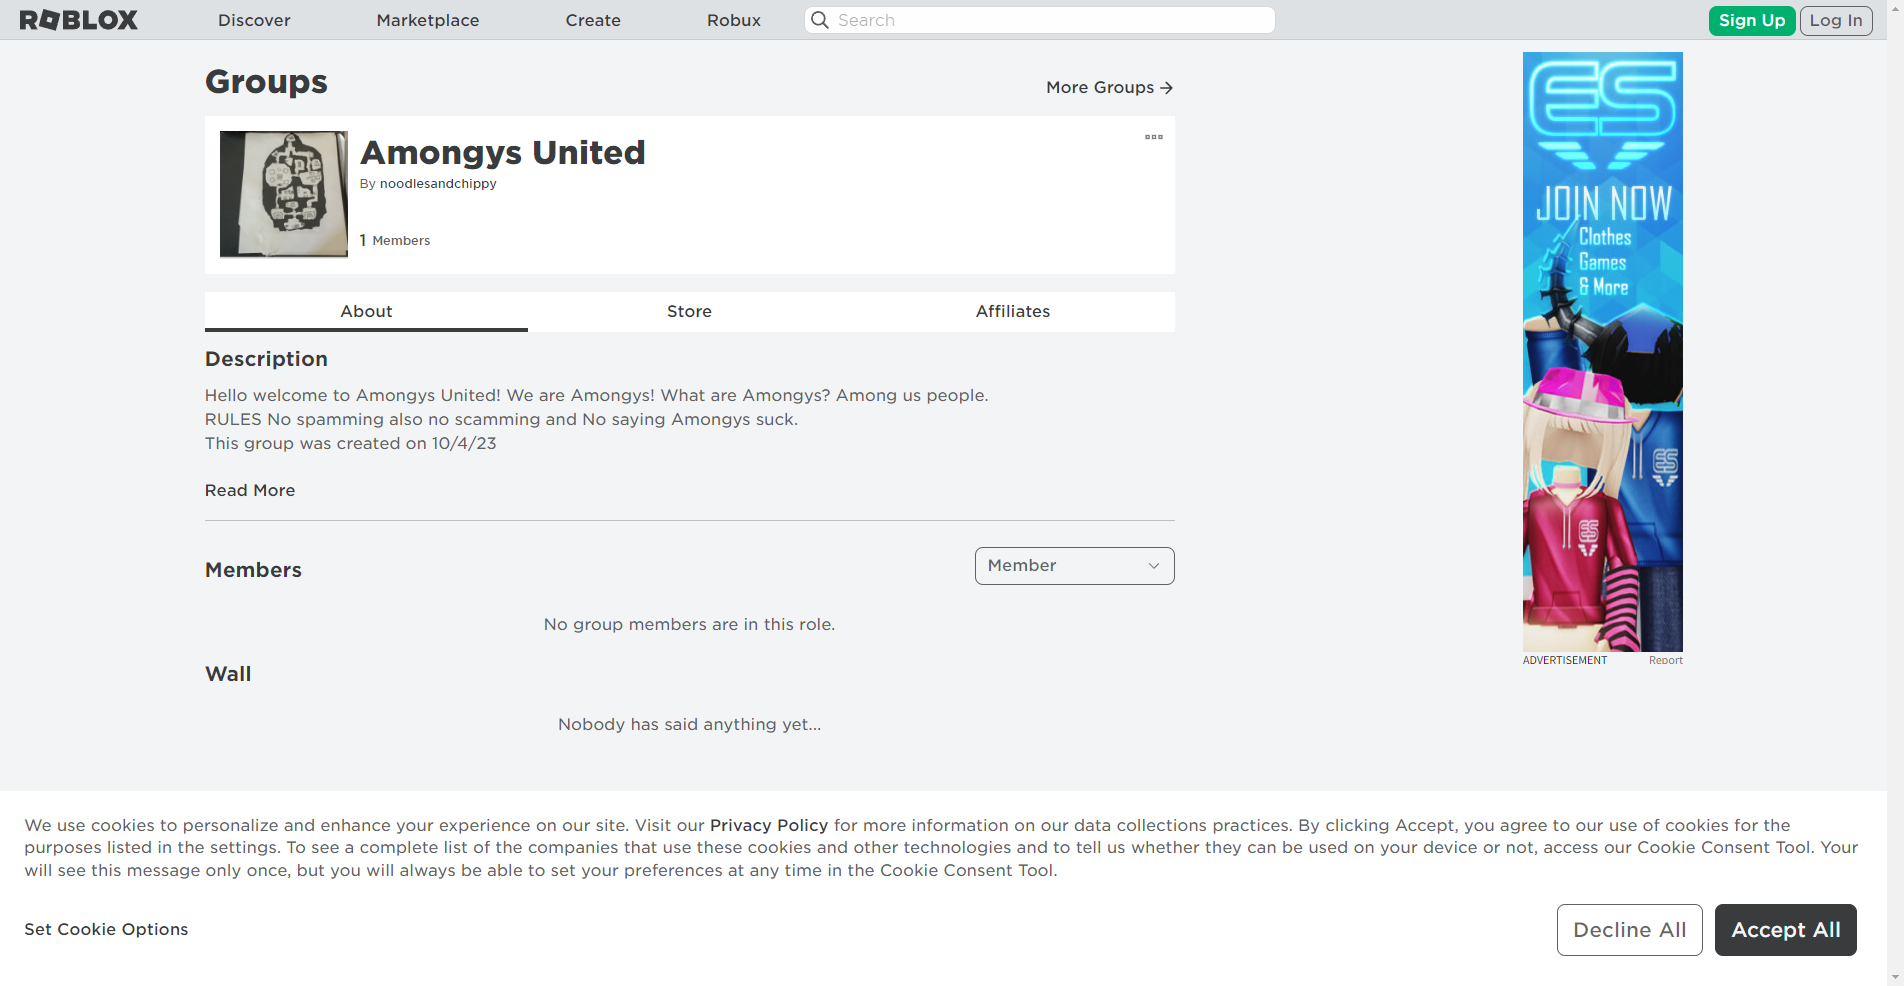 ROBLOX
Discover
Marketplace
Create
Robux
Search
Sign Up
Log In
Groups
More Groups
Amongys United
By noodlesandchippy
1 Members
About
Store
Affiliates
Description
Hello welcome to Amongys United! We are Amongys! What are Amongys? Among us people.
RULES No spamming also no scamming and No saying Amongys suck.
This group was created on 10/4/23
Read More
Members
Member
No group members are in this role.
Wall
Nobody has said anything yet...
ES
JOIN NOW
Clothes
Games
& More
ES
ES
ADVERTISEMENT
Report
We use cookies to personalize and enhance your experience on our site. Visit our Privacy Policy for more information on our data collections practices. By clicking Accept, you agree to our use of cookies for the
purposes listed in the settings. To see a complete list of the companies that use these cookies and other technologies and to tell us whether they can be used on your device or not, access our Cookie Consent Tool. Your
will see this message only once, but you will always be able to set your preferences at any time in the Cookie Consent Tool.
Set Cookie Options
Decline All
Accept All